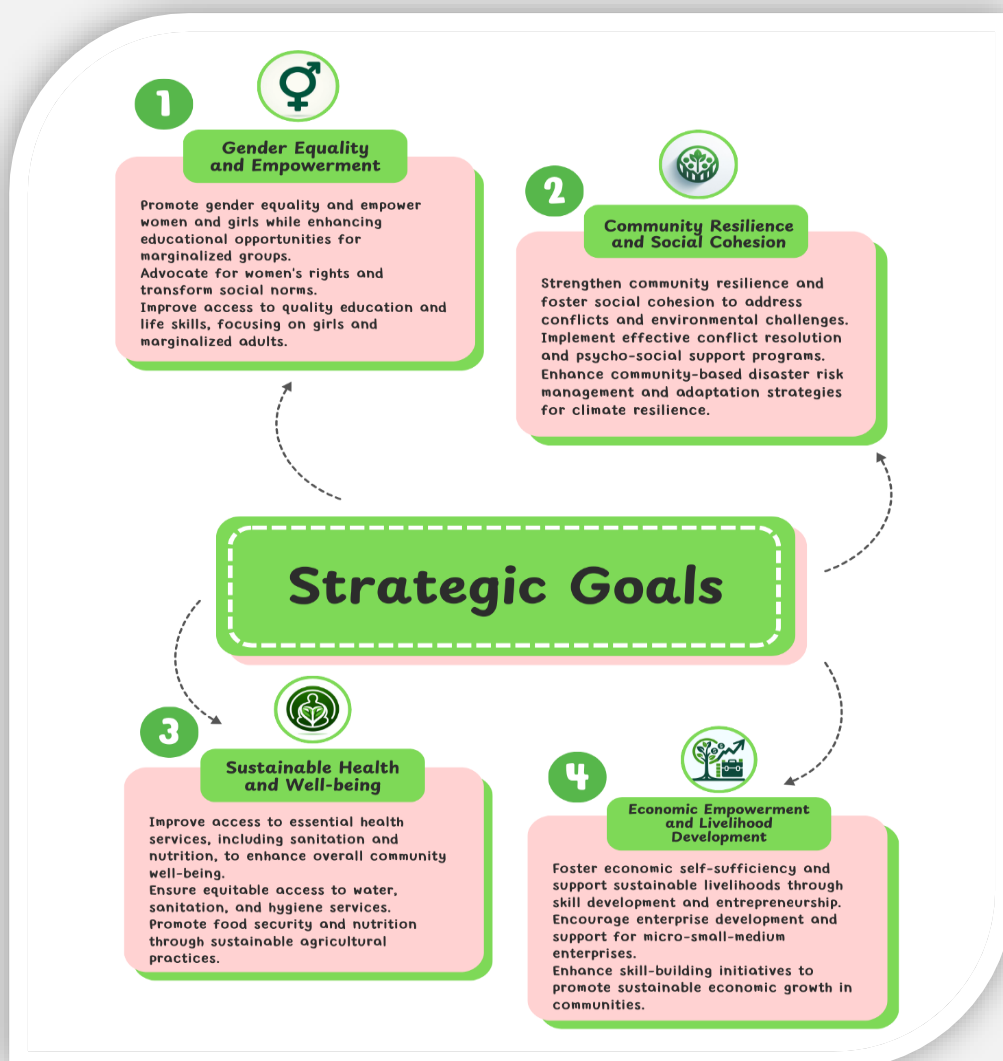 1
Gender Equality
and Empowerment
Promote gender equality and empower
women and girls while enhancing
educational opportunities for
marginalized groups.
Advocate for women's rights and
transform social norms.
Improve access to quality education and
life skills, focusing on girls and
marginalized adults.
2
Community Resilience
and Social Cohesion
Strengthen community resilience and
foster social cohesion to address
conflicts and environmental challenges.
Implement effective conflict resolution
and psycho-social support programs.
Enhance community-based disaster risk
management and adaptation strategies
for climate resilience.
Strategic Goals
3
Sustainable Health
and Well-being
Improve access to essential health
services, including sanitation and
nutrition, to enhance overall community
well-being.
Ensure equitable access to water,
sanitation, and hygiene services.
Promote food security and nutrition
through sustainable agricultural
practices.
4
Economic Empowerment
and Livelihood
Development
Foster economic self-sufficiency and
support sustainable livelihoods through
skill development and entrepreneurship.
Encourage enterprise development and
support for micro-small-medium
enterprises.
Enhance skill-building initiatives to
promote sustainable economic growth in
communities.